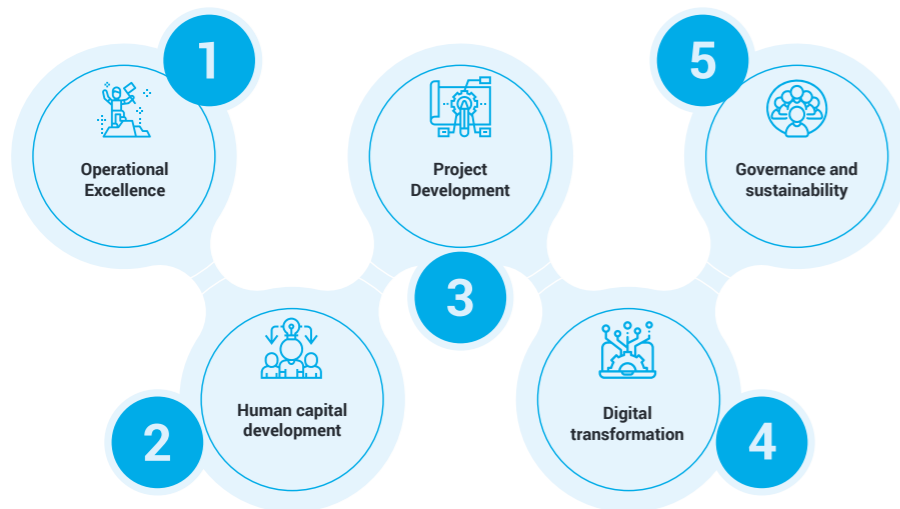 1
Operational
Excellence
2
Human capital
development
3
Project
Development
4
Digital
transformation
5
Governance and
sustainability